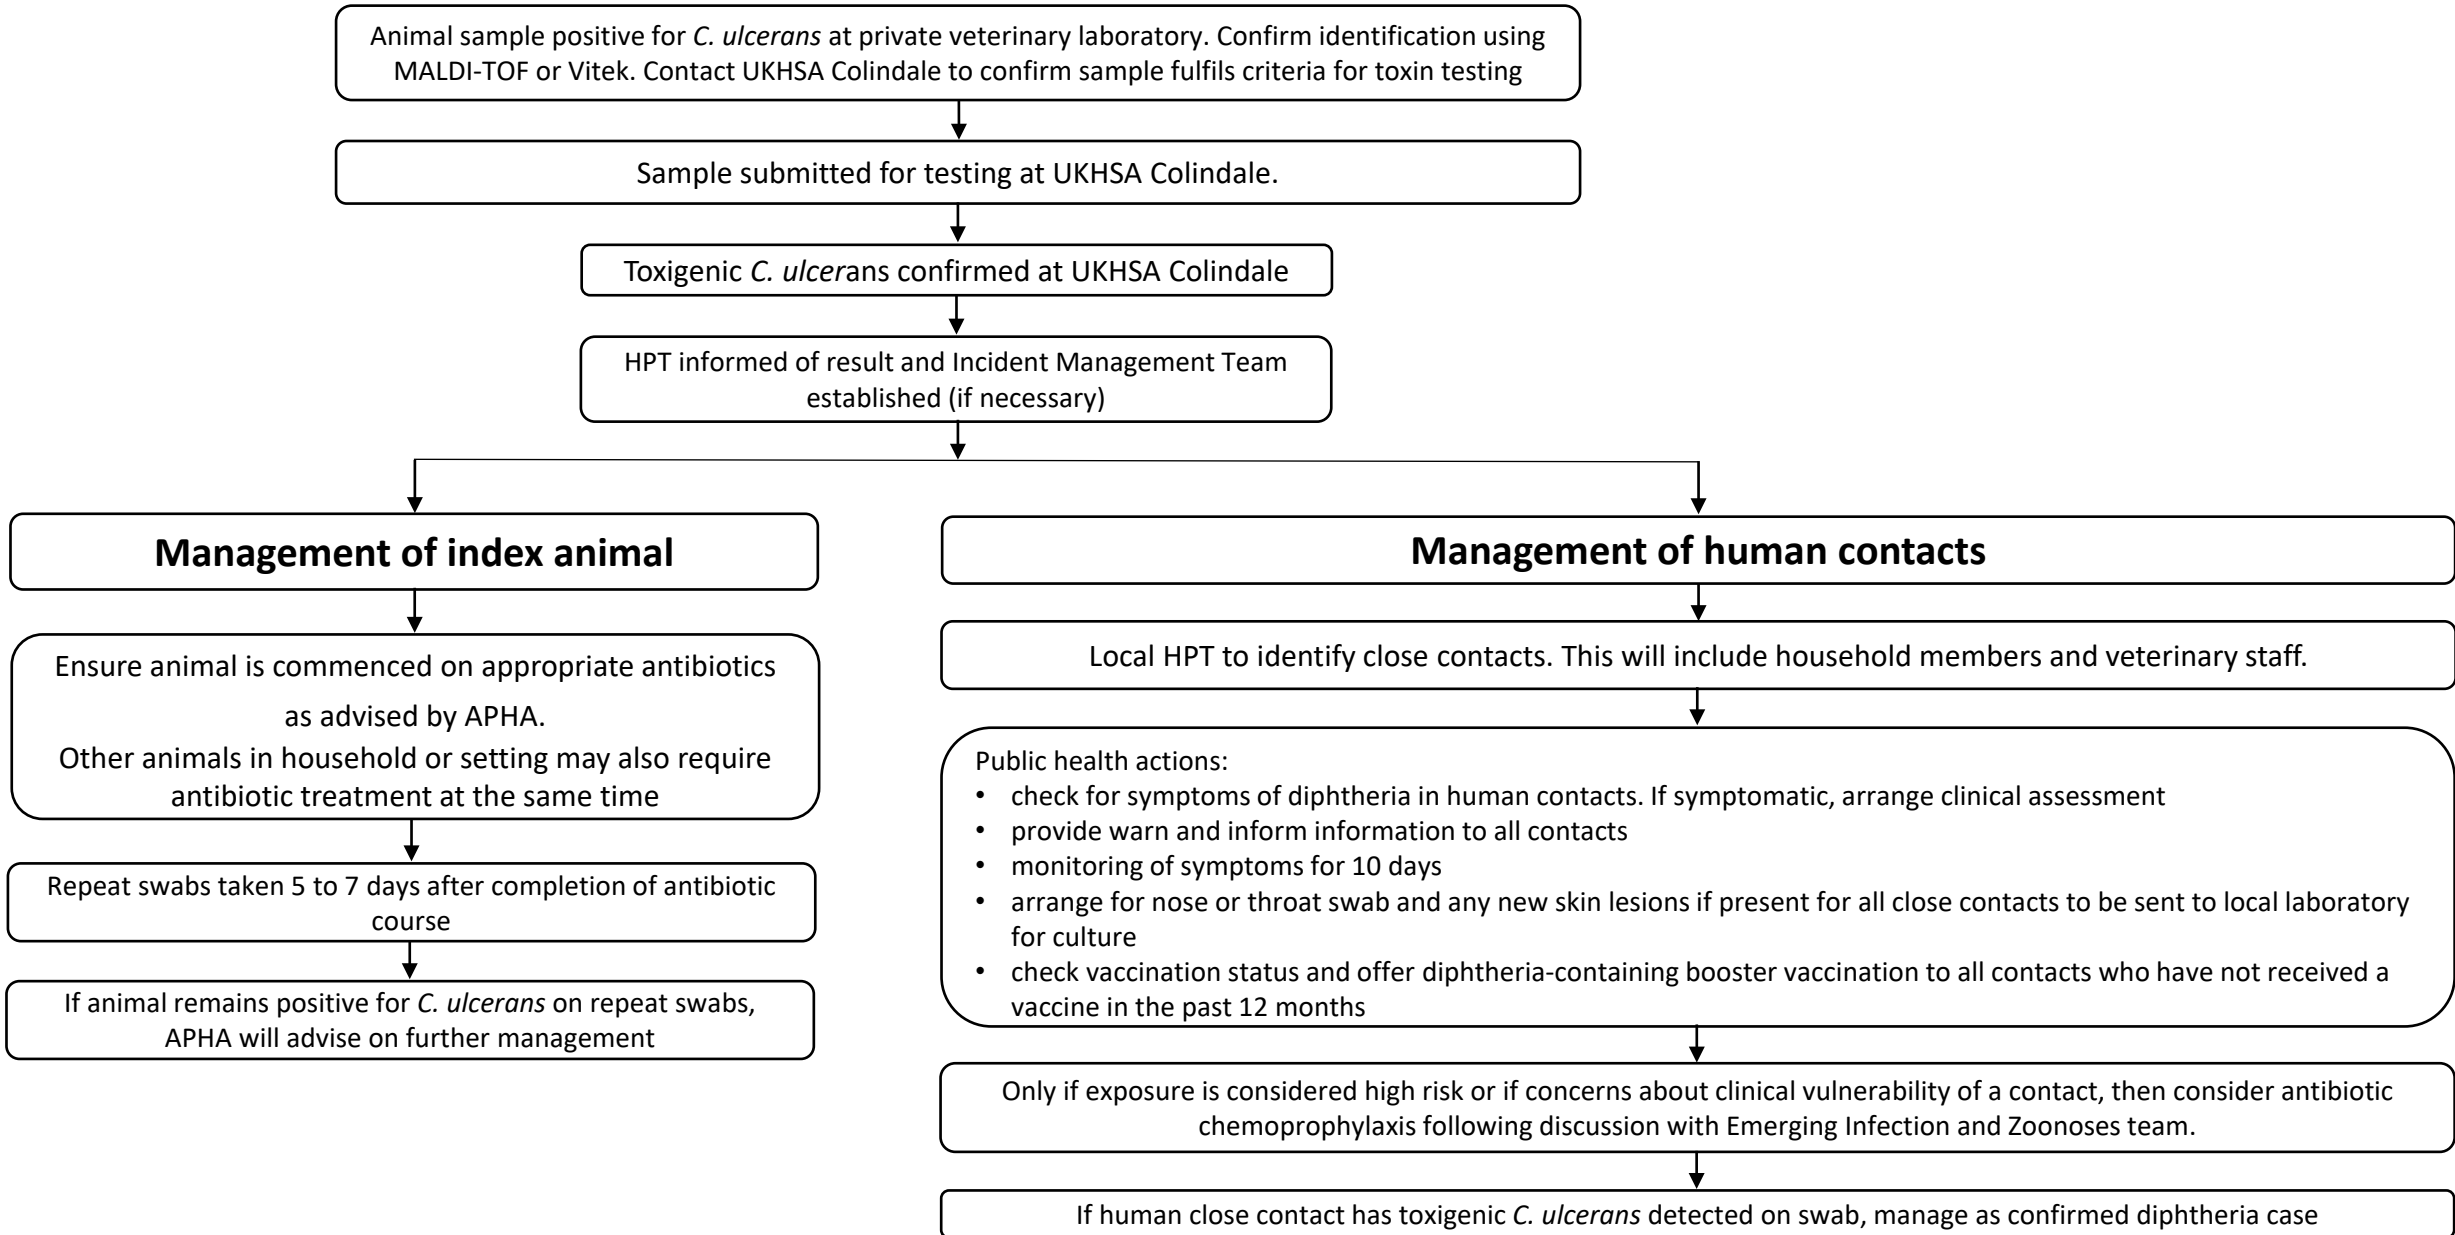 Animal sample positive for C. ulcerans at private veterinary laboratory. Confirm identification using
MALDI-TOF or Vitek. Contact UKHSA Colindale to confirm sample fulfils criteria for toxin testing
Sample submitted for testing at UKHSA Colindale.
Toxigenic C. ulcerans confirmed at UKHSA Colindale
HPT informed of result and Incident Management Team
established (if necessary)
Management of index animal
Ensure animal is commenced on appropriate antibiotics
as advised by APHA.
Other animals in household or setting may also require
antibiotic treatment at the same time
Repeat swabs taken 5 to 7 days after completion of antibiotic
course
If animal remains positive for C. ulcerans on repeat swabs,
APHA will advise on further management
Management of human contacts
Local HPT to identify close contacts. This will include household members and veterinary staff.
Public health actions:
• check for symptoms of diphtheria in human contacts. If symptomatic, arrange clinical assessment
• provide warn and inform information to all contacts
• monitoring of symptoms for 10 days
• arrange for nose or throat swab and any new skin lesions if present for all close contacts to be sent to local laboratory
for culture
• check vaccination status and offer diphtheria-containing booster vaccination to all contacts who have not received a
vaccine in the past 12 months
Only if exposure is considered high risk or if concerns about clinical vulnerability of a contact, then consider antibiotic
chemoprophylaxis following discussion with Emerging Infection and Zoonoses team.
If human close contact has toxigenic C. ulcerans detected on swab, manage as confirmed diphtheria case